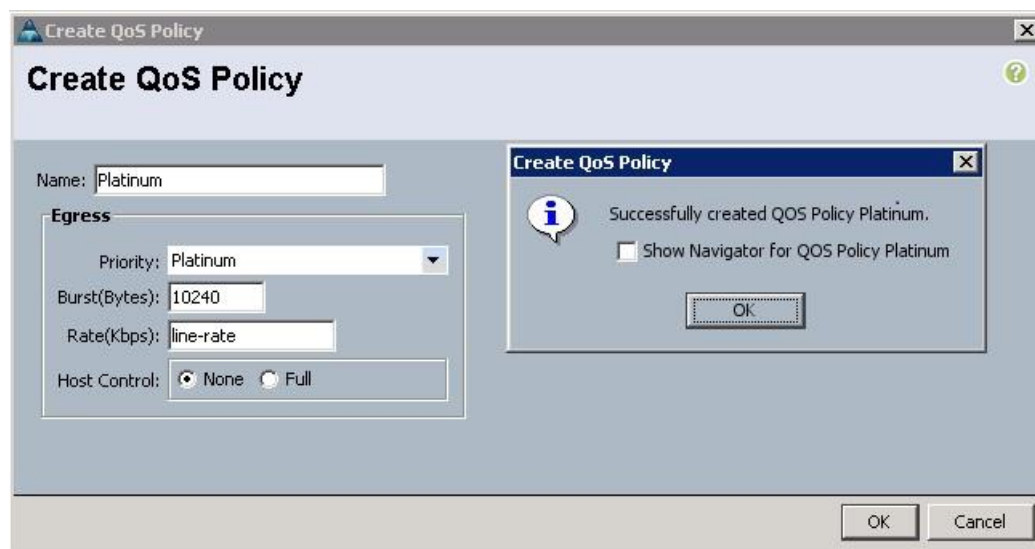 Create QoS Policy
Create QoS Policy
Name: Platinum
Egress
Priority: Platinum
Burst(Bytes): 10240
Rate(Kbps): line-rate
Host Control: None Full
Create QoS Policy
Successfully created QOS Policy Platinum.
Show Navigator for QOS Policy Platinum
OK
OK Cancel